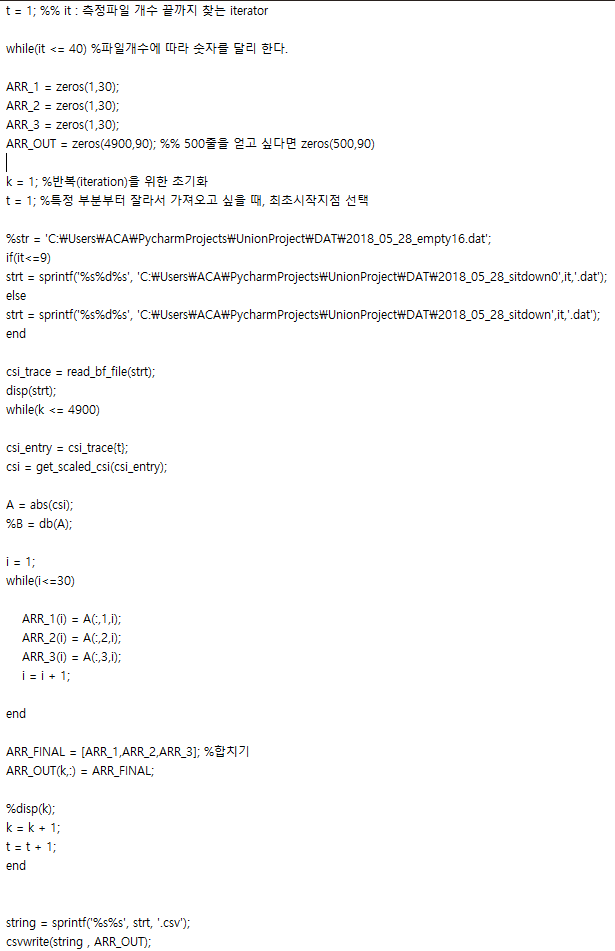 t = 1; %% it : 측정파일 개수 끝까지 찾는 iterator
while(it <= 40) %파일개수에 따라 숫자를 달리 한다.
ARR_1 = zeros(1,30);
ARR_2 = zeros(1,30);
ARR_3 = zeros(1,30);
ARR_OUT = zeros(4900,90); %% 500줄을 얻고 싶다면 zeros(500,90)
k = 1; %반복(iteration)을 위한 초기화
t = 1; %특정 부분부터 잘라서 가져오고 싶을 때, 최초시작지점 선택
%str = 'C:₩Users₩ACA₩PycharmProjects₩UnionProject₩DAT₩2018_05_28_empty16.dat';
if(it<=9)
strt = sprintf('%s%d%s', 'C:₩Users₩ACA₩PycharmProjects₩UnionProject₩DAT₩2018_05_28_sitdown0',it,'.dat');
else
strt = sprintf('%s%d%s', 'C:₩Users₩ACA₩PycharmProjects₩UnionProject₩DAT₩2018_05_28_sitdown',it,'.dat');
end
csi_trace = read_bf_file(strt);
disp(strt);
while(k <= 4900)
csi_entry = csi_trace{t};
csi = get_scaled_csi(csi_entry);
A = abs(csi);
%B = db(A);
i = 1;
while(i<=30)
ARR_1(i) = A(:,1,i);
ARR_2(i) = A(:,2,i);
ARR_3(i) = A(:,3,i);
i = i + 1;
end
ARR_FINAL = [ARR_1,ARR_2,ARR_3]; %합치기
ARR_OUT(k,:) = ARR_FINAL;
%disp(k);
k = k + 1;
t = t + 1;
end
string = sprintf('%s%s', strt, '.csv');
csvwrite(string , ARR_OUT);